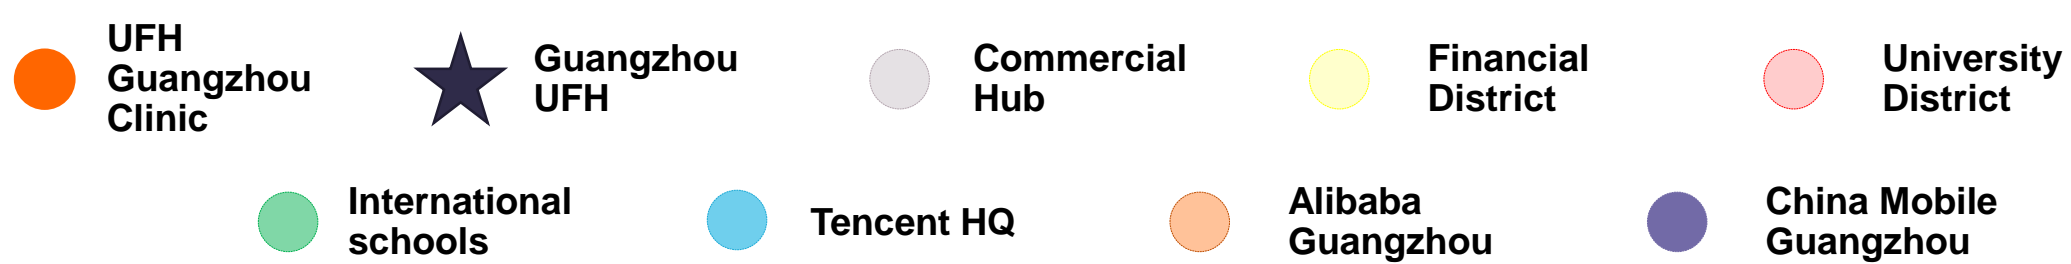 UFH
Guangzhou
Clinic
Guangzhou
UFH
Commercial
Hub
Financial
District
University
District
International
schools
Tencent HQ
Alibaba
Guangzhou
China Mobile
Guangzhou